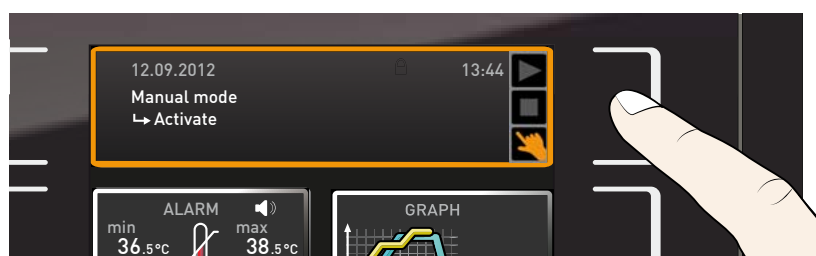 12.09.2012 13:44
Manual mode
↳ Activate
ALARM
min max
36.5°C 38.5°C
GRAPH